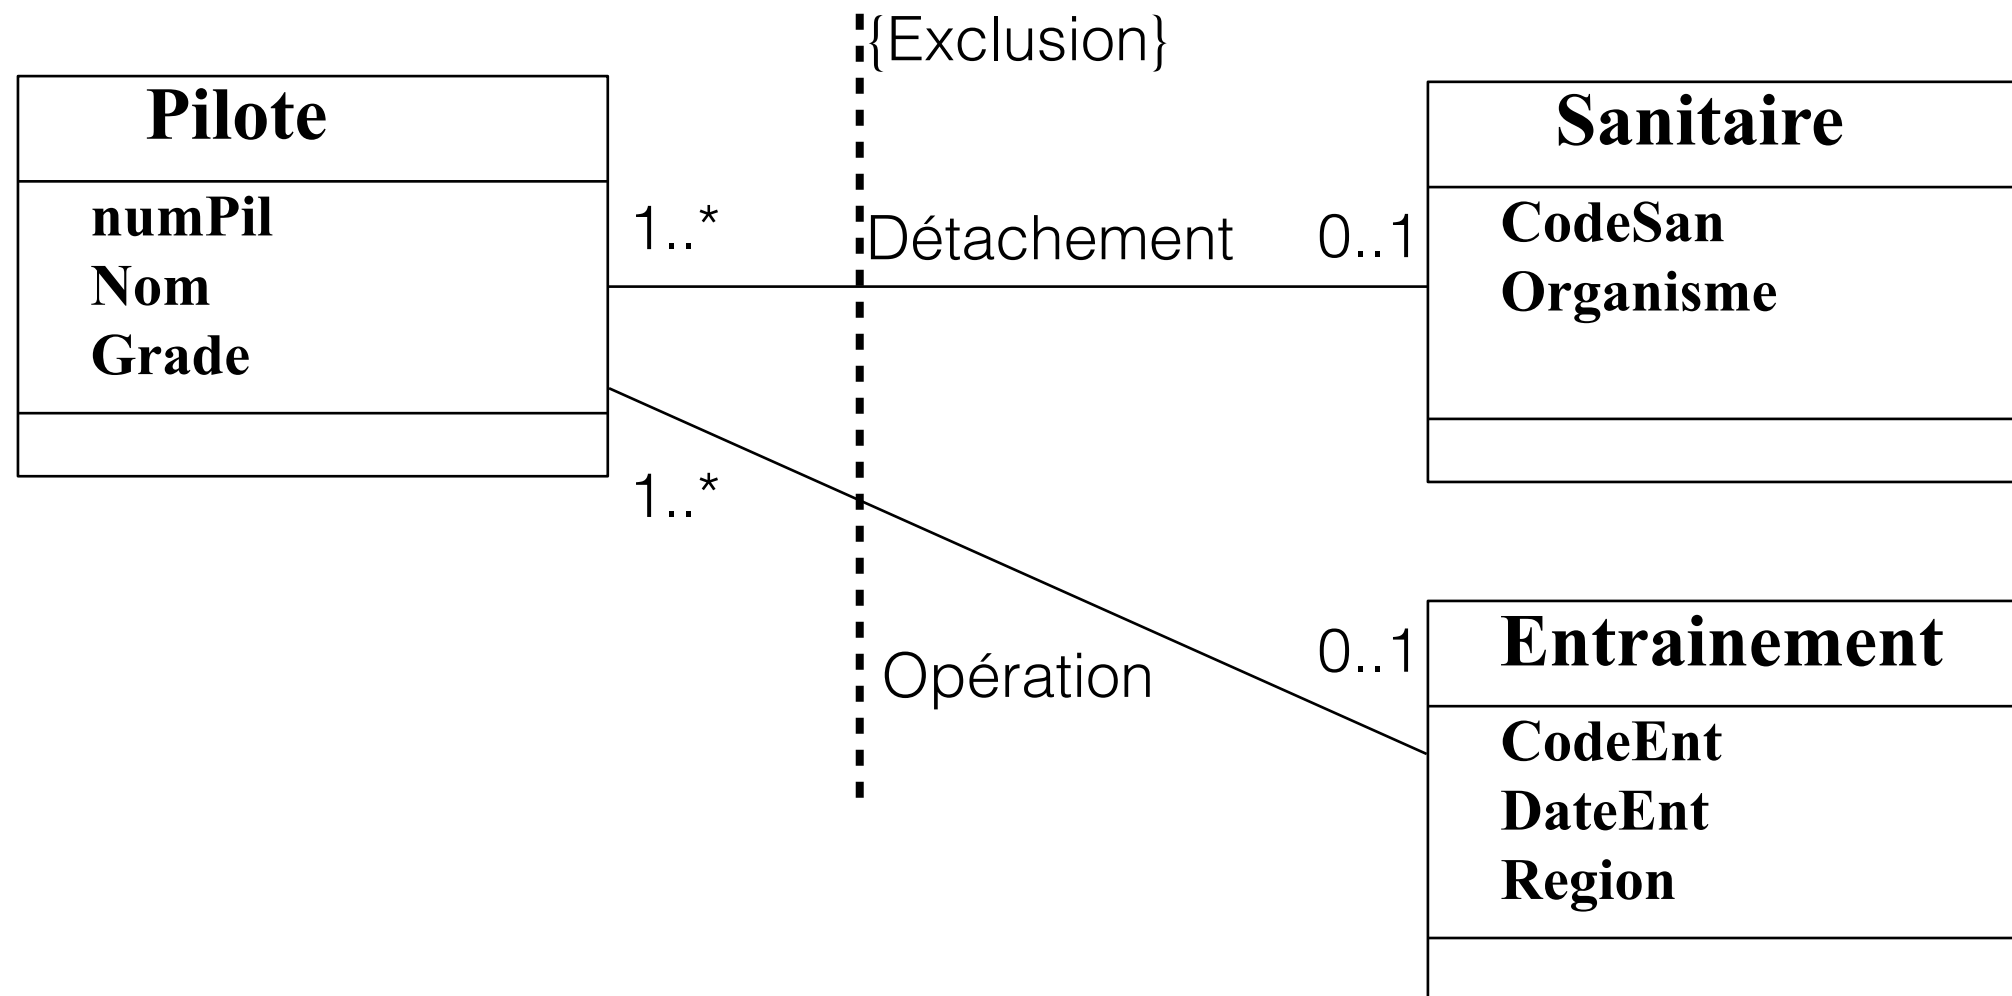 {Exclusion}
Pilote
numPil
Nom
Grade
1..*
Détachement
0..1
Sanitaire
CodeSan
Organisme
1..*
Opération
0..1
Entrainement
CodeEnt
DateEnt
Region